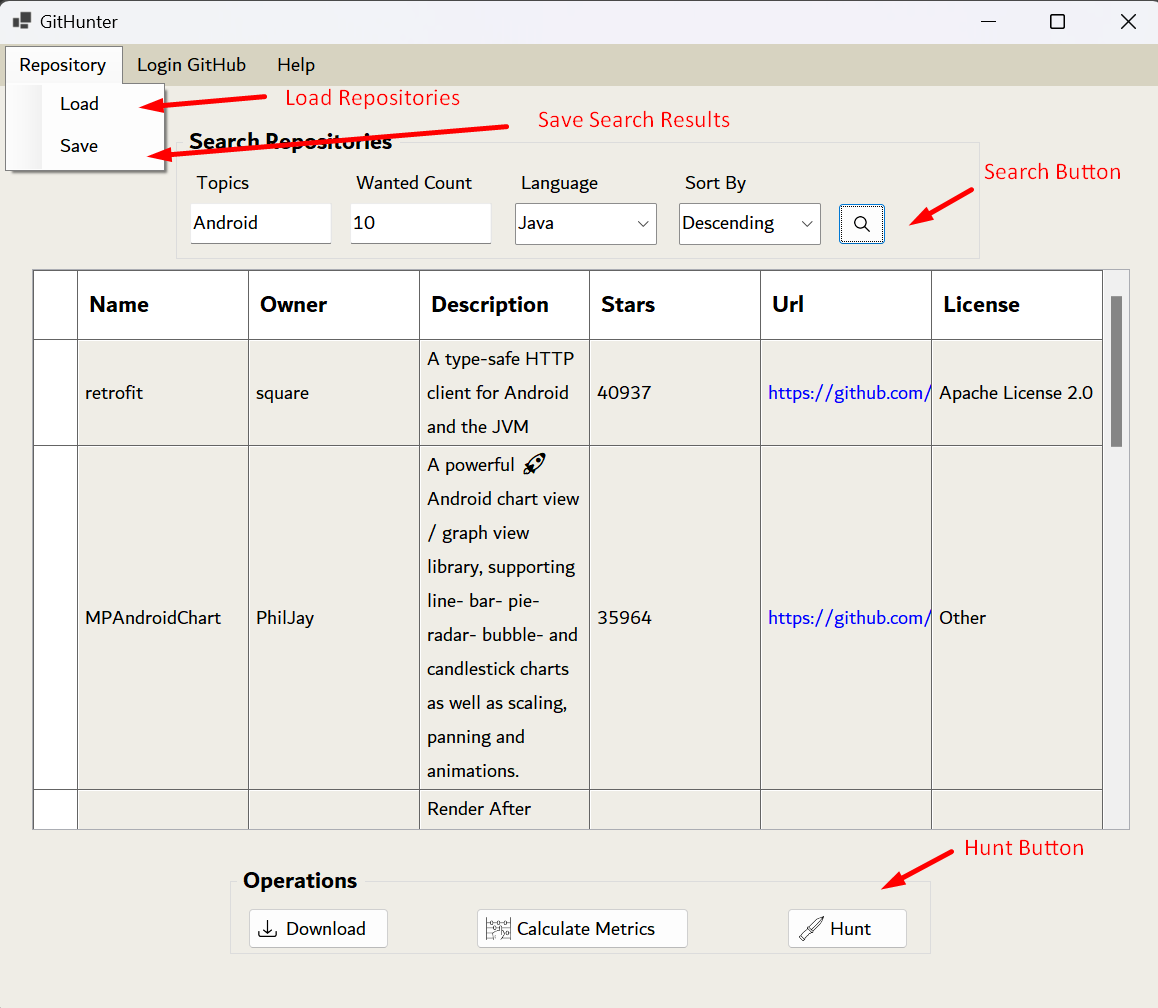 GitHunter
Repository Login GitHub Help
Load
Load Repositories
Save
Save Search Results
Search Repositories
Search Button
Topics Wanted Count Language Sort By
Android 10 Java Descending
Name Owner Description Stars Url License
A type-safe HTTP
retrofit square client for Android 40937 https://github.com/ Apache License 2.0
and the JVM
A powerful 🚀
Android chart view
/ graph view
library, supporting
line- bar- pie-
MPAndroidChart PhilJay radar- bubble- and 35964 https://github.com/ Other
candlestick charts
as well as scaling,
panning and
animations.
Render After
Hunt Button
Operations
Download Calculate Metrics Hunt